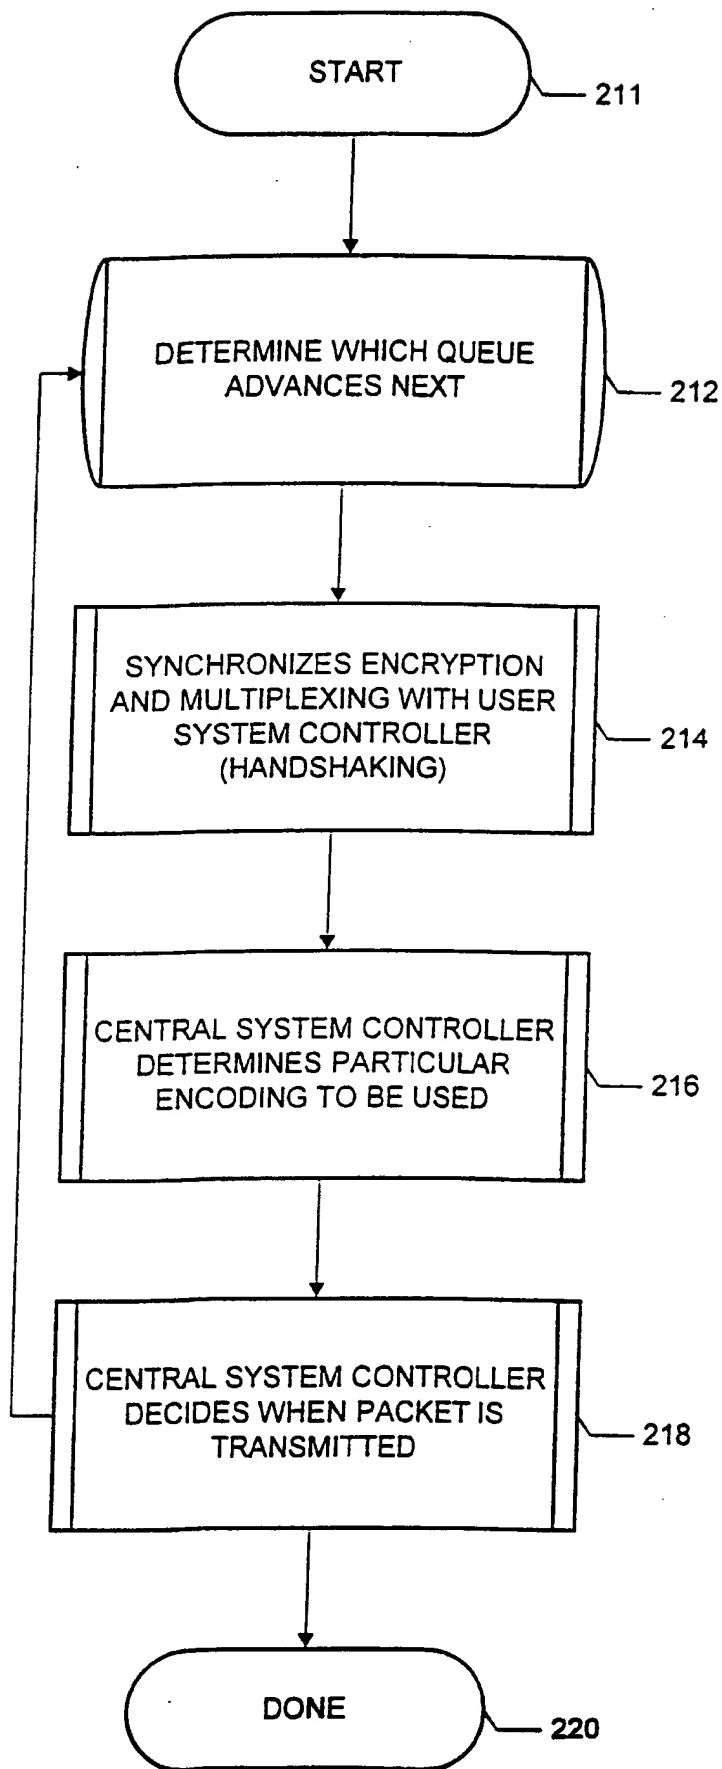 START
211
DETERMINE WHICH QUEUE
ADVANCES NEXT
212
SYNCHRONIZES ENCRYPTION
AND MULTIPLEXING WITH USER
SYSTEM CONTROLLER
(HANDSHAKING)
214
CENTRAL SYSTEM CONTROLLER
DETERMINES PARTICULAR
ENCODING TO BE USED
216
CENTRAL SYSTEM CONTROLLER
DECIDES WHEN PACKET IS
TRANSMITTED
218
DONE
220